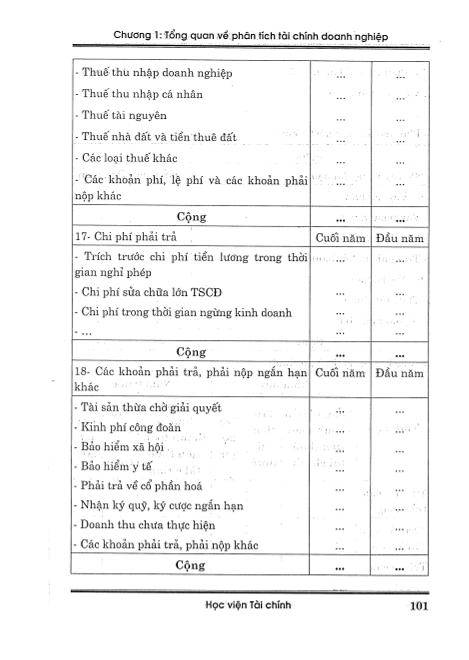 Chương 1: Tổng quan về phân tích tài chính doanh nghiệp
- Thuế thu nhập doanh nghiệp ... ...
- Thuế thu nhập cá nhân ... ...
- Thuế tài nguyên ... ...
- Thuế nhà đất và tiền thuê đất ... ...
- Các loại thuế khác ... ...
- Các khoản phí, lệ phí và các khoản phải ... ...
nộp khác
Cộng ... ...
17- Chi phí phải trả Cuối năm Đầu năm
- Trích trước chi phí tiền lương trong thời ... ...
gian nghỉ phép
- Chi phí sửa chữa lớn TSCĐ ... ...
- Chi phí trong thời gian ngừng kinh doanh ... ...
- ... ... ...
Cộng ... ...
18- Các khoản phải trả, phải nộp ngắn hạn Cuối năm Đầu năm
khác
- Tài sản thừa chờ giải quyết ... ...
- Kinh phí công đoàn ... ...
- Bảo hiểm xã hội ... ...
- Bảo hiểm y tế ... ...
- Phải trả về cổ phần hoá ... ...
- Nhận ký quỹ, ký cược ngắn hạn ... ...
- Doanh thu chưa thực hiện ... ...
- Các khoản phải trả, phải nộp khác ... ...
Cộng ... ...
Học viện Tài chính 101